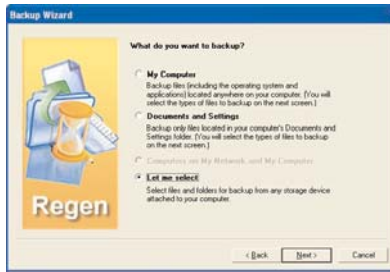 Backup Wizard
What do you want to backup?
My Computer
Backup files (including the operating system and
applications) located anywhere on your computer. (You will
select the types of files to backup on the next screen.)
Documents and Settings
Backup only files located in your computer's Documents and
Settings folder. (You will select the types of files to backup
on the next screen.)
Computers on My Network and My Computer
Let me select
Select files and folders for backup from any storage device
attached to your computer.
Regen
< Back
Next >
Cancel